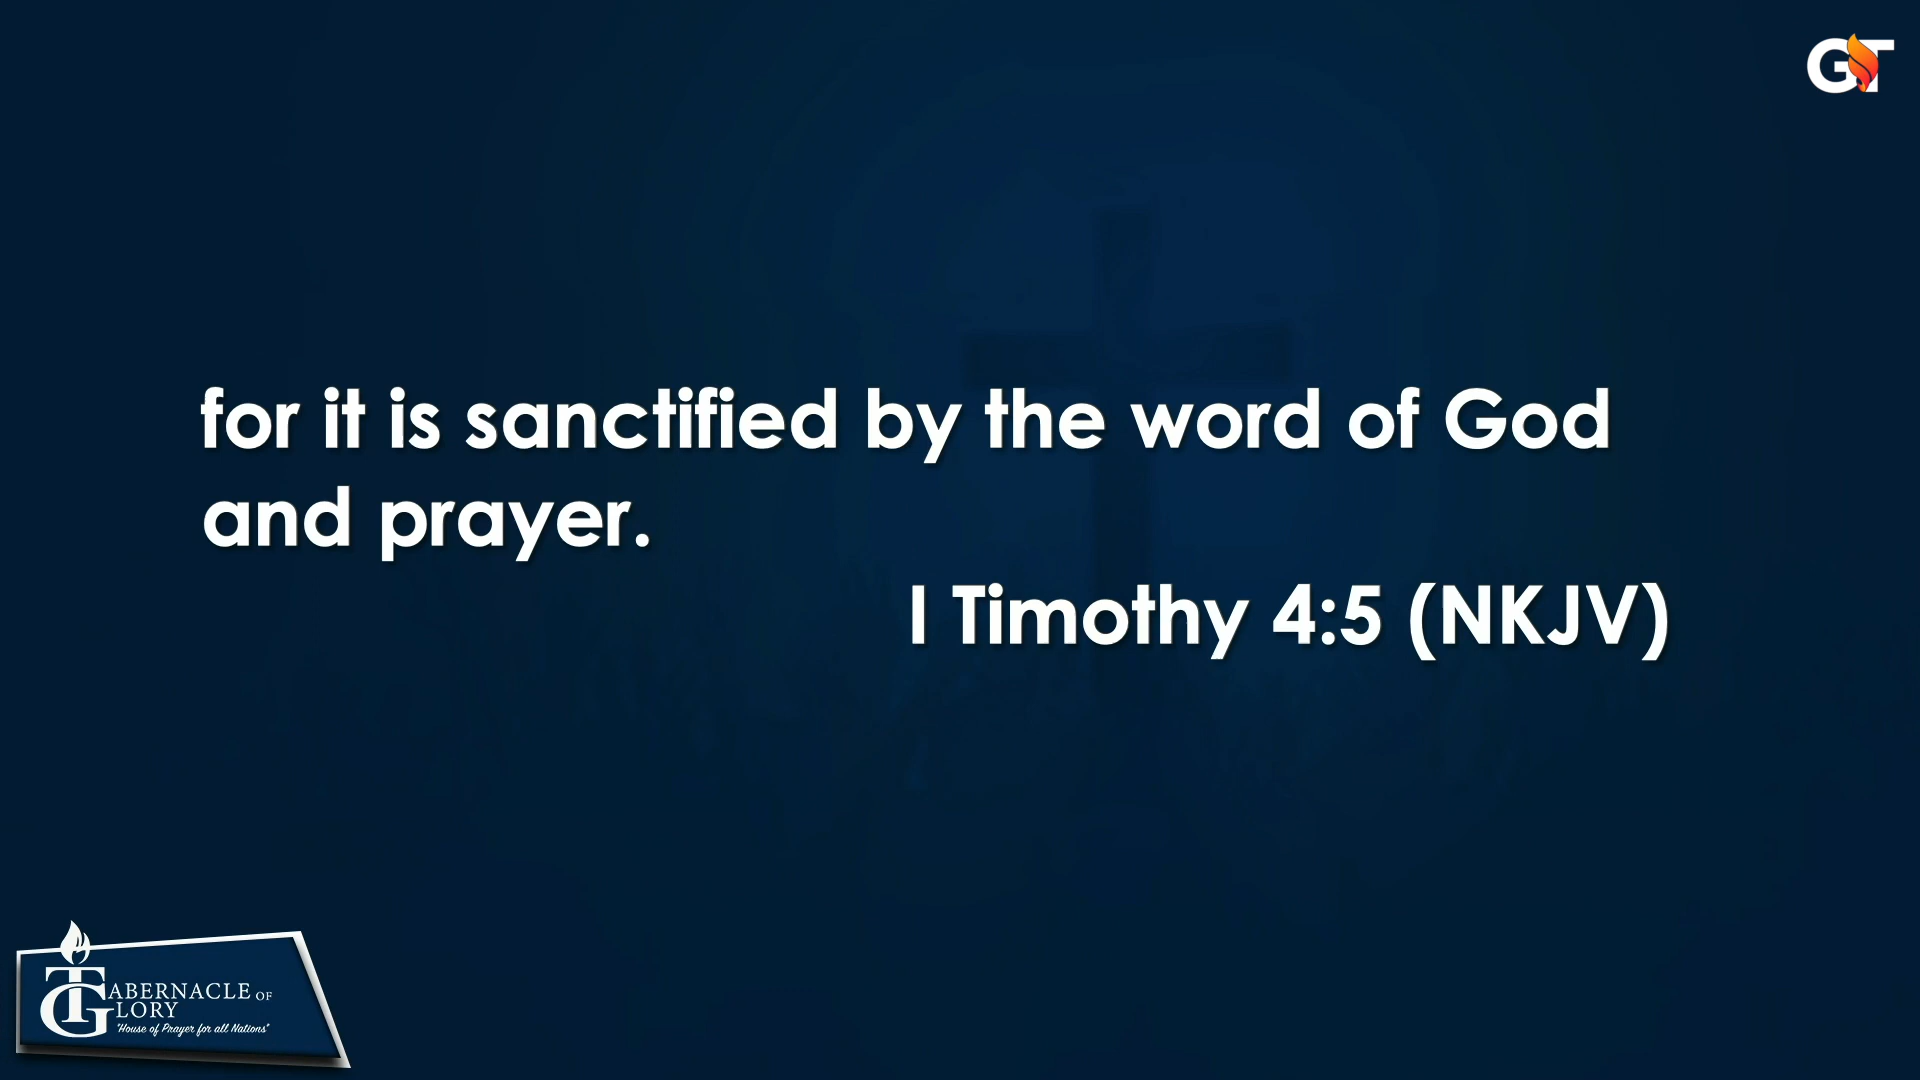 GT
for it is sanctified by the word of God
and prayer.
I Timothy 4:5 (NKJV)
TABERNACLE OF
GLORY
"House of Prayer for all Nations"